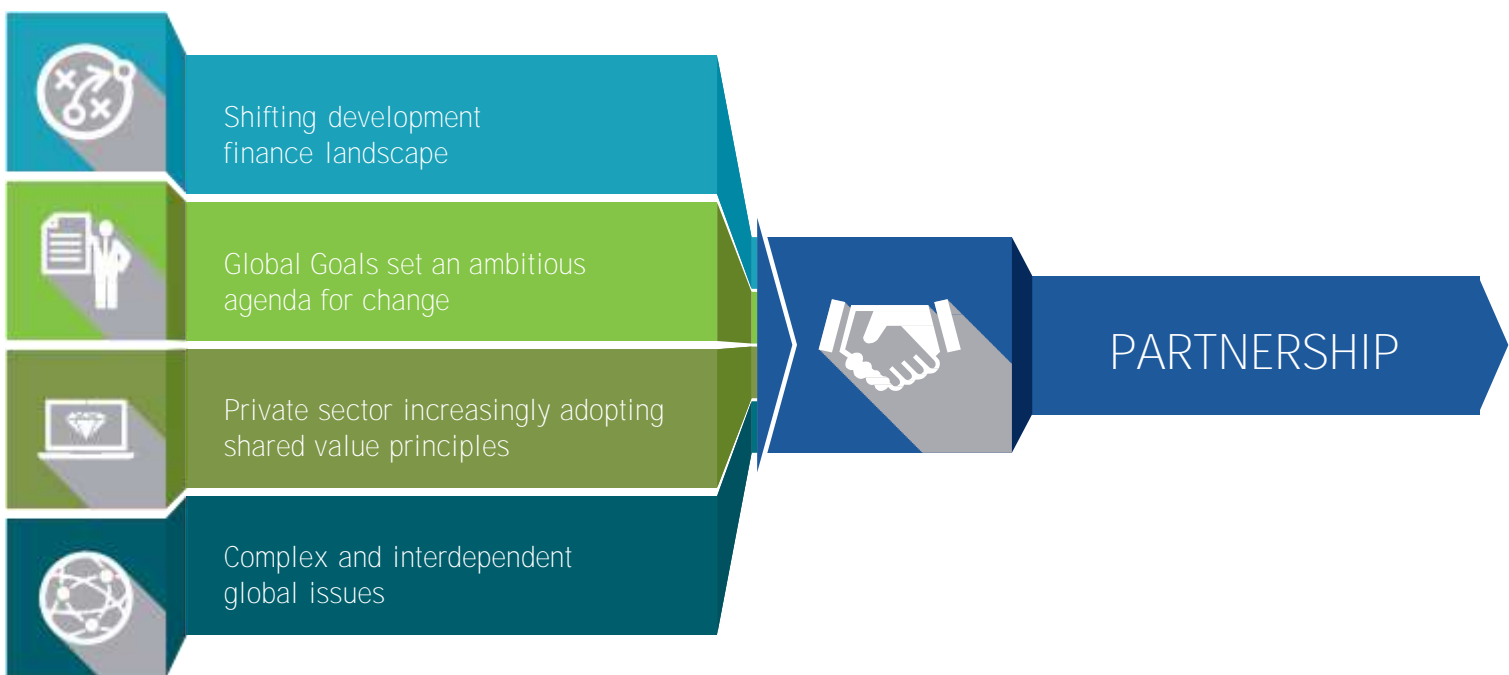 Shifting development
finance landscape
Global Goals set an ambitious
agenda for change
Private sector increasingly adopting
shared value principles
Complex and interdependent
global issues
PARTNERSHIP